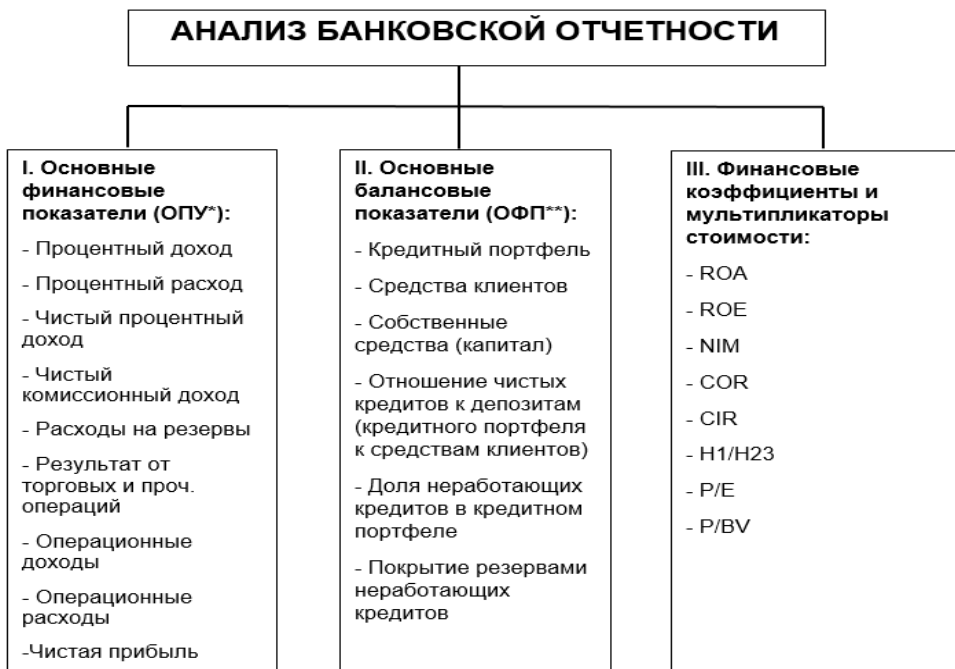 АНАЛИЗ БАНКОВСКОЙ ОТЧЕТНОСТИ
I. Основные
финансовые
показатели (ОПУ*):
- Процентный доход
- Процентный расход
- Чистый процентный
доход
- Чистый
комиссионный доход
- Расходы на резервы
- Результат от
торговых и проч.
операций
- Операционные
доходы
- Операционные
расходы
-Чистая прибыль
II. Основные
балансовые
показатели (ОФП**):
- Кредитный портфель
- Средства клиентов
- Собственные
средства (капитал)
- Отношение чистых
кредитов к депозитам
(кредитного портфеля
к средствам клиентов)
- Доля неработающих
кредитов в кредитном
портфеле
- Покрытие резервами
неработающих
кредитов
III. Финансовые
коэффициенты и
мультипликаторы
стоимости:
- ROA
- ROE
- NIM
- COR
- CIR
- Н1/Н23
- P/E
- P/BV